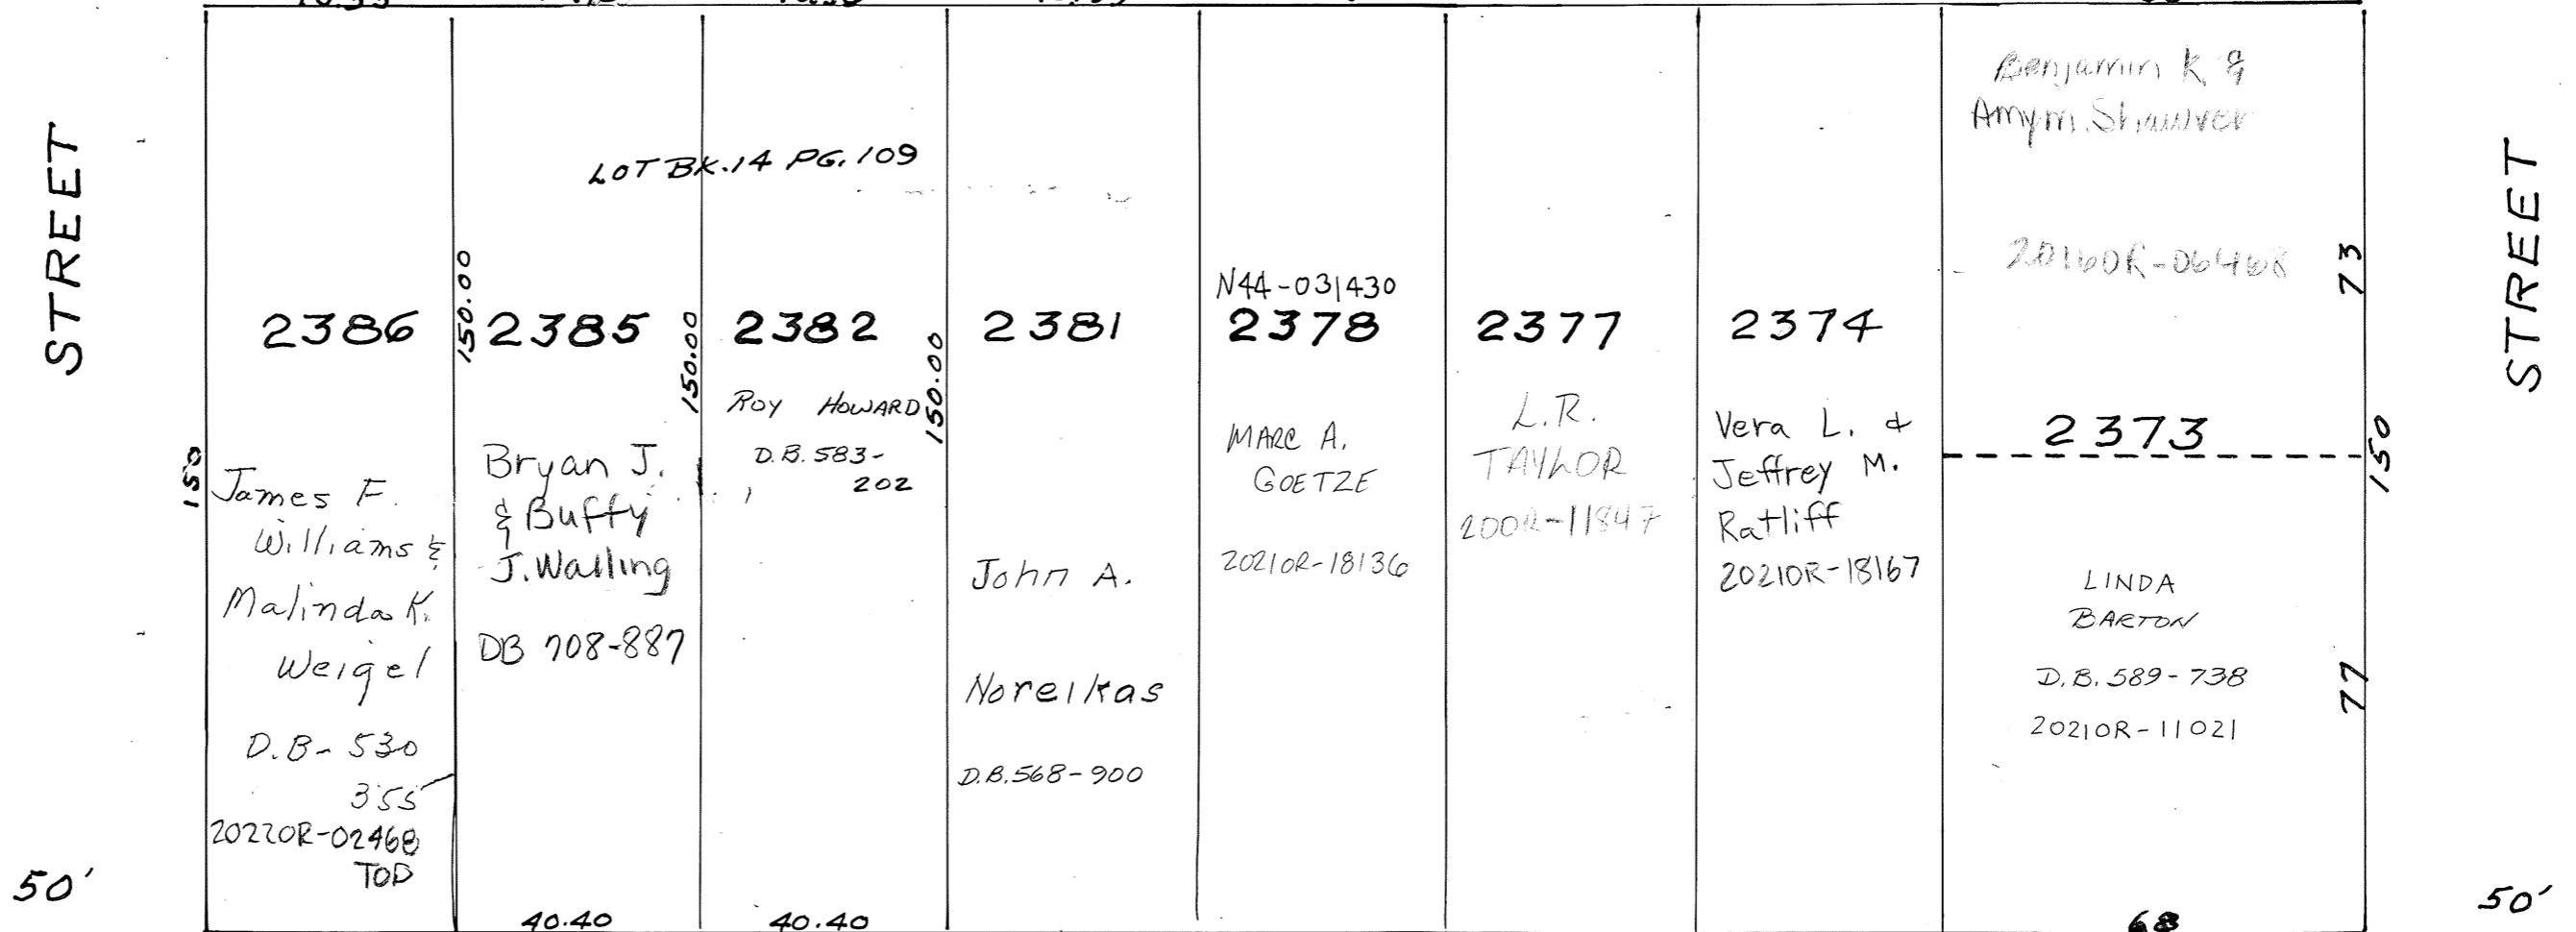 STREET
LOT BK.14 PG.109
150
2386
James F.
Williams &
Malinda K.
Weigel
D.B- 530
355
2022OR-02468
TOD
150.00
2385
Bryan J.
& Buffy
J. Walling
DB 708-887
40.40
150.00
2382
ROY HOWARD
D.B. 583-
202
40.40
150.00
2381
John A.
Noreikas
D.B. 568-900
N44-031430
2378
MARC A.
GOETZE
2021OR-18136
2377
L.R.
TAYLOR
200R-11847
2374
Vera L. &
Jeffrey M.
Ratliff
2021OR-18167
Benjamin K &
Amy M. Shawver
2016OR-06468
73
2373
150
LINDA
BARTON
D.B. 589-738
2021OR-11021
77
68
STREET
50'
50'